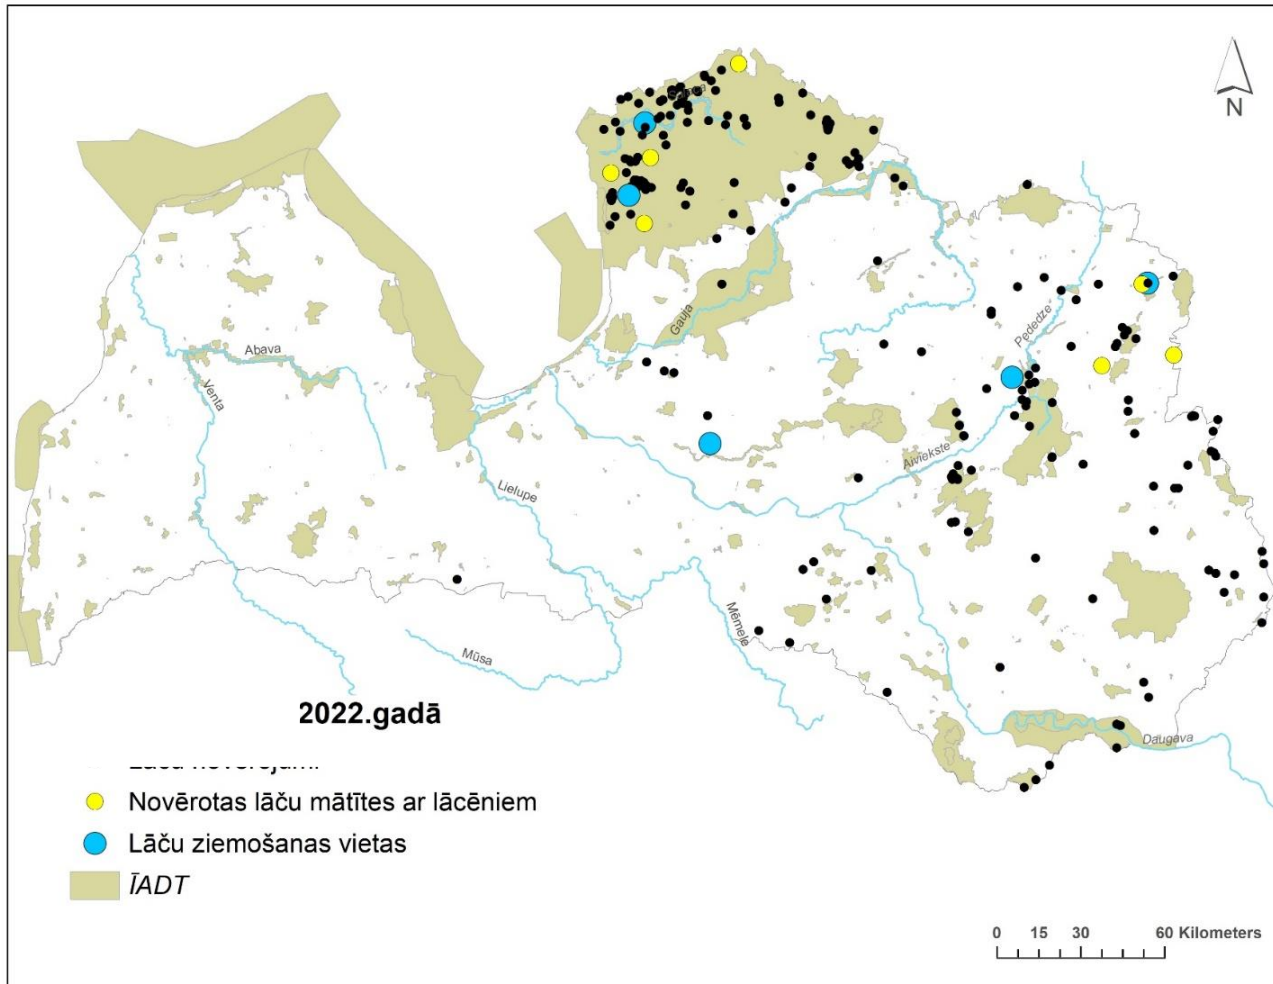 N
Salaca
Gauja
Pededze
Abava
Venta
Aiviekste
Lielupe
Mēmele
Mūsa
Daugava
2022.gadā
Novērotas lāču mātītes ar lācēniem
Lāču ziemošanas vietas
ĪADT
0 15 30 60 Kilometers